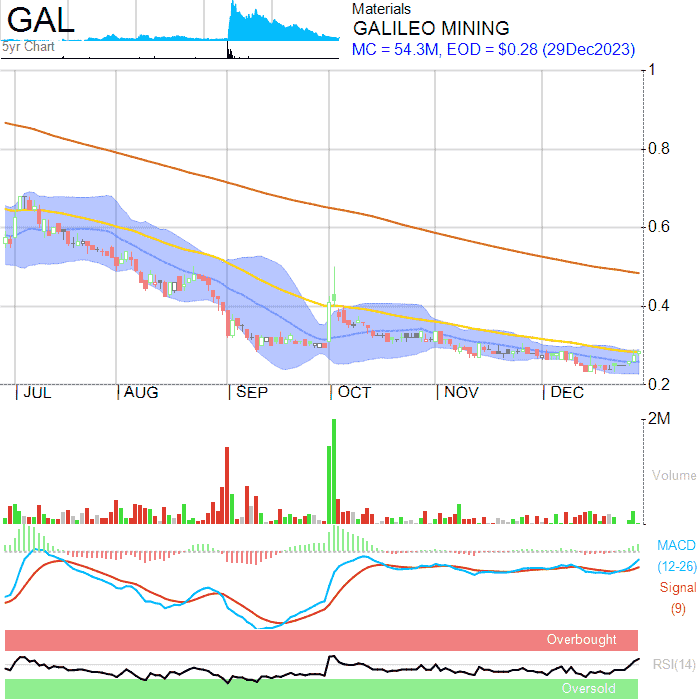 GAL
5yr Chart
Materials
GALILEO MINING
MC = 54.3M, EOD = $0.28 (29Dec2023)
1
0.8
0.6
0.4
0.2
JUL AUG SEP OCT NOV DEC
2M
Volume
MACD
(12-26)
Signal
(9)
Overbought
RSI(14)
Oversold